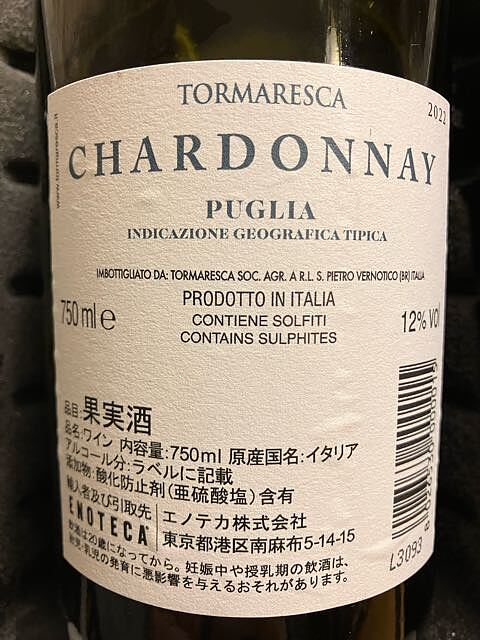 TORMARESCA
2022
CHARDONNAY
PUGLIA
INDICAZIONE GEOGRAFICA TIPICA
www.tormaresca.it
IMBOTTIGLIATO DA: TORMARESCA SOC. AGR. A R.L. S. PIETRO VERNOTICO (BR) ITALIA
PRODOTTO IN ITALIA
750 ml e
CONTIENE SOLFITI
12% vol
CONTAINS SULPHITES
品目:果実酒
品名:ワイン 内容量:750ml 原産国名:イタリア
アルコール分:ラベルに記載
添加物:酸化防止剤(亜硫酸塩)含有
輸入者及び引取先
ENOTECA
エノテカ株式会社
東京都港区南麻布5-14-15
飲酒は20歳になってから。妊娠中や授乳期の飲酒は、
胎児・乳児の発育に悪影響を与えるおそれがあります。
L3093